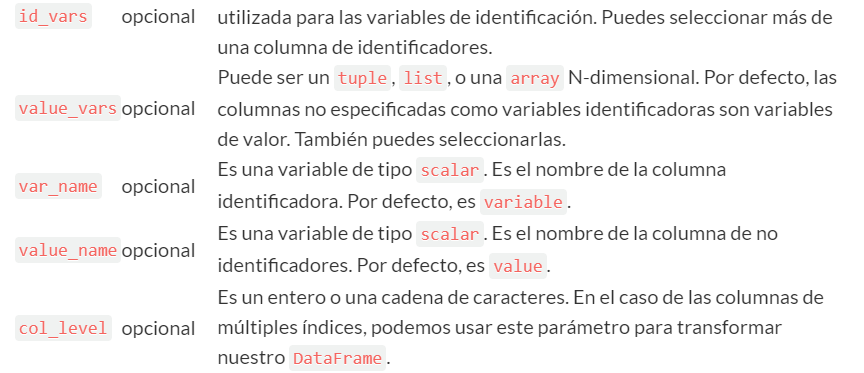 id_vars opcional utilizada para las variables de identificación. Puedes seleccionar más de
una columna de identificadores.
Puede ser un tuple, list, o una array N-dimensional. Por defecto, las
value_vars opcional columnas no especificadas como variables identificadoras son variables
de valor. También puedes seleccionarlas.
Es una variable de tipo scalar. Es el nombre de la columna
var_name opcional
identificadora. Por defecto, es variable.
Es una variable de tipo scalar. Es el nombre de la columna de no
value_name opcional
identificadores. Por defecto, es value.
Es un entero o una cadena de caracteres. En el caso de las columnas de
col_level opcional múltiples índices, podemos usar este parámetro para transformar
nuestro DataFrame.